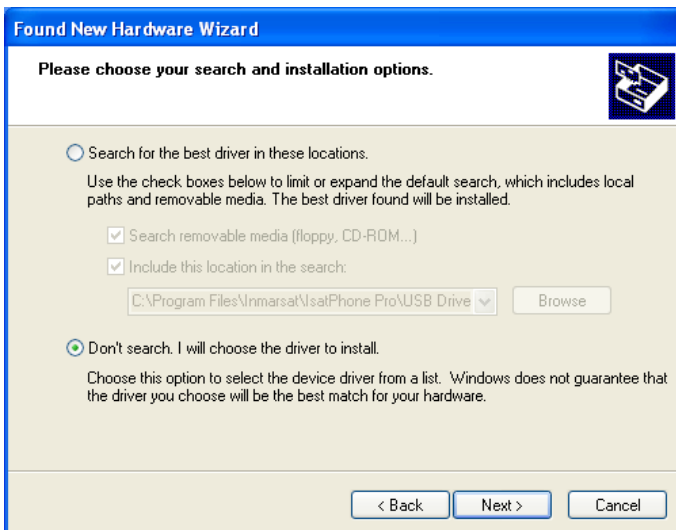 Found New Hardware Wizard
Please choose your search and installation options.
Search for the best driver in these locations.
Use the check boxes below to limit or expand the default search, which includes local
paths and removable media. The best driver found will be installed.
Search removable media (floppy, CD-ROM...)
Include this location in the search:
C:\Program Files\Inmarsat\IsatPhone Pro\USB Drive
Browse
Don't search. I will choose the driver to install.
Choose this option to select the device driver from a list. Windows does not guarantee that
the driver you choose will be the best match for your hardware.
< Back Next > Cancel